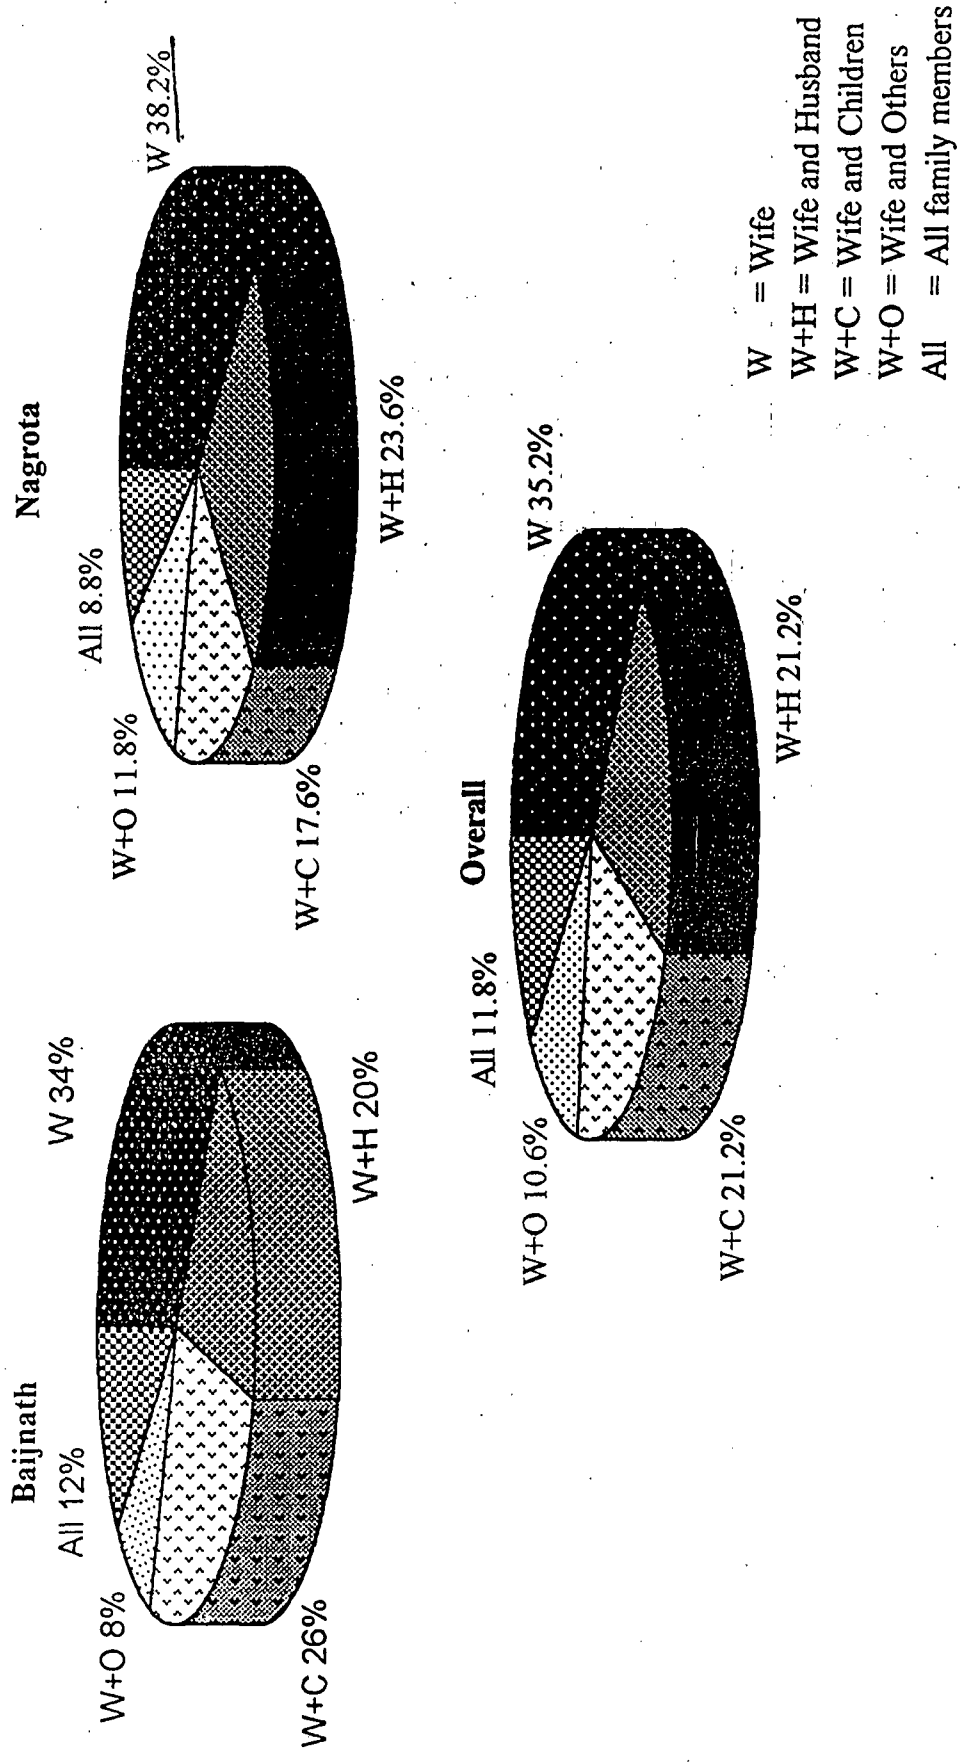 Baijnath
All 12%
W 34%
W+O 8%
W+C 26%
W+H 20%
Nagrota
All 8.8%
W 38.2%
W+O 11.8%
W+C 17.6%
W+H 23.6%
Overall
All 11.8%
W 35.2%
W+O 10.6%
W+C 21.2%
W+H 21.2%
W = Wife
W+H = Wife and Husband
W+C = Wife and Children
W+O = Wife and Others
All = All family members